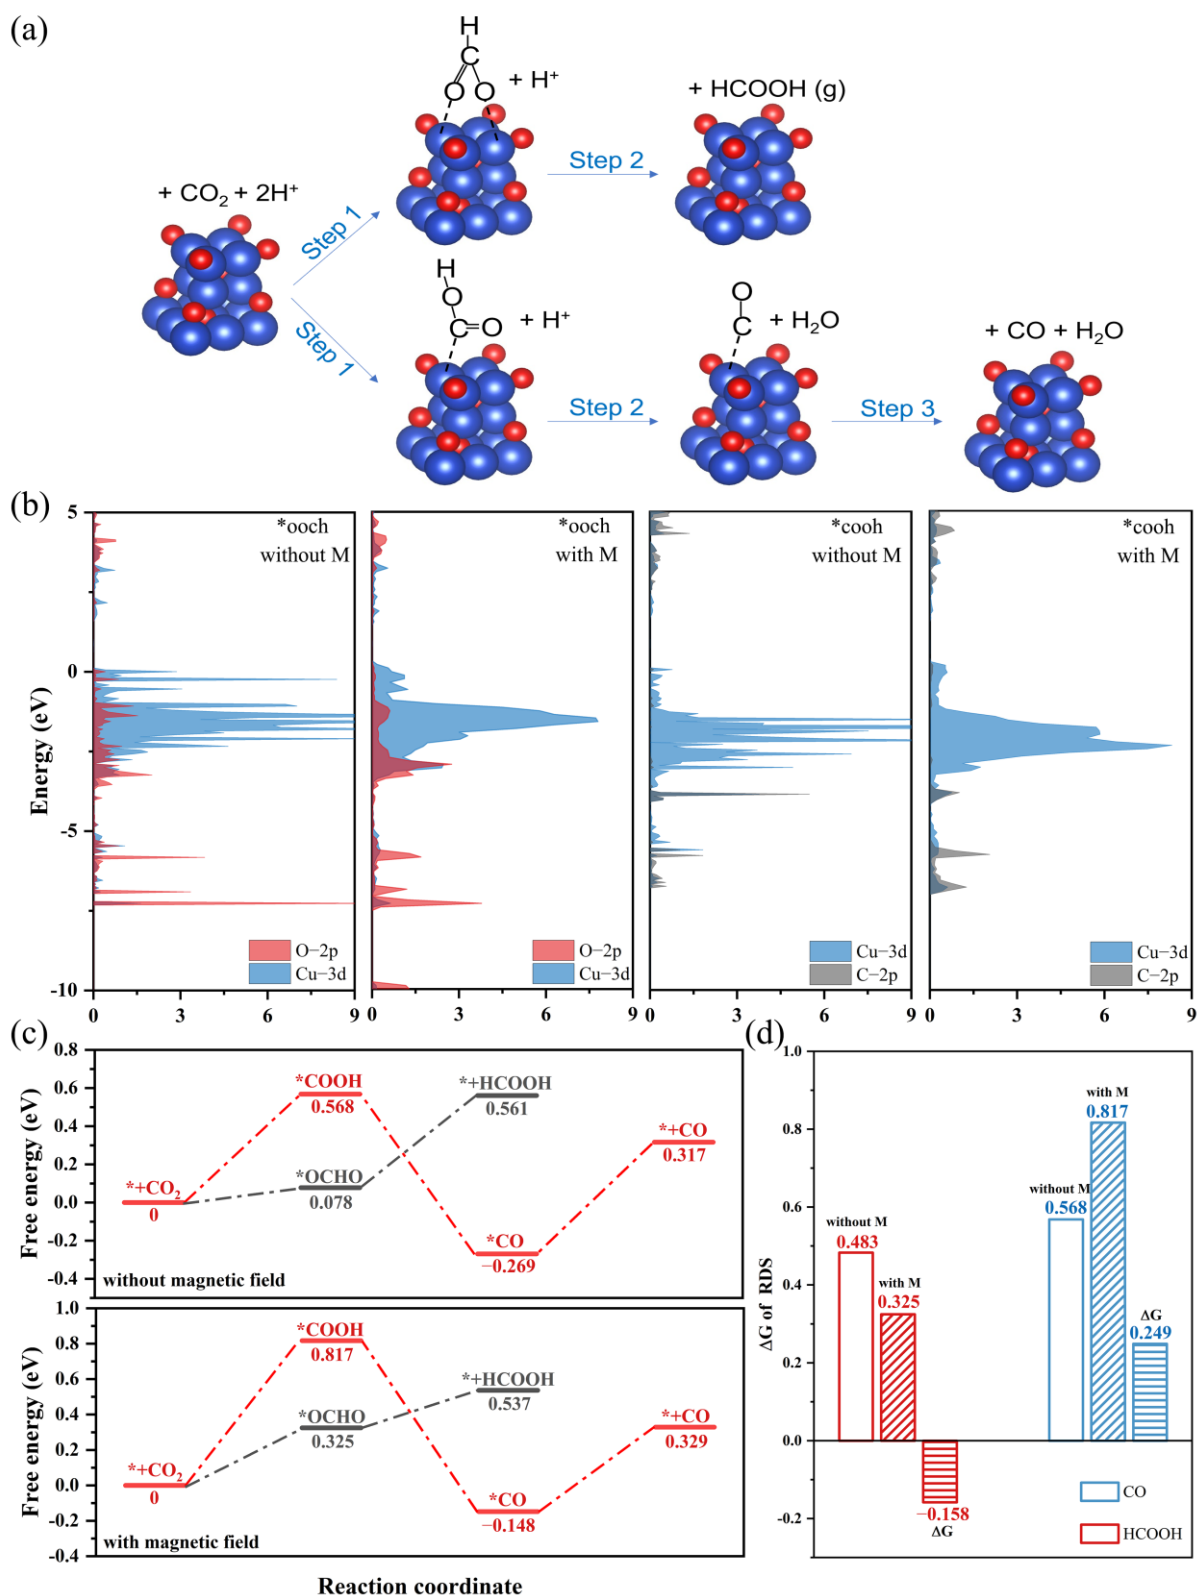 (a)
H
C
O O + H⁺
+ HCOOH (g)
Step 2
+ CO₂ + 2H⁺
Step 1
H
O
C=O + H⁺
O
C + H₂O
+ CO + H₂O
Step 1
Step 2
Step 3
(b)
5
0
-5
-10
Energy (eV)
*ooch
without M
O−2p
Cu−3d
0 3 6 9
*ooch
with M
O−2p
Cu−3d
0 3 6 9
*cooh
without M
Cu−3d
C−2p
0 3 6 9
*cooh
with M
Cu−3d
C−2p
0 3 6 9
(c)
Free energy (eV)
0.8
0.6
0.4
0.2
0.0
-0.2
-0.4
*COOH
0.568
*+HCOOH
0.561
*+CO
0.317
*+CO₂
0
*OCHO
0.078
*CO
−0.269
without magnetic field
Free energy (eV)
1.0
0.8
0.6
0.4
0.2
0.0
-0.2
-0.4
*COOH
0.817
*+HCOOH
0.537
*OCHO
0.325
*+CO
0.329
*+CO₂
0
*CO
−0.148
with magnetic field
Reaction coordinate
(d)
ΔG of RDS
1.0
0.8
0.6
0.4
0.2
0.0
-0.2
without M
0.483
with M
0.325
−0.158
ΔG
without M
0.568
with M
0.817
ΔG
0.249
CO
HCOOH